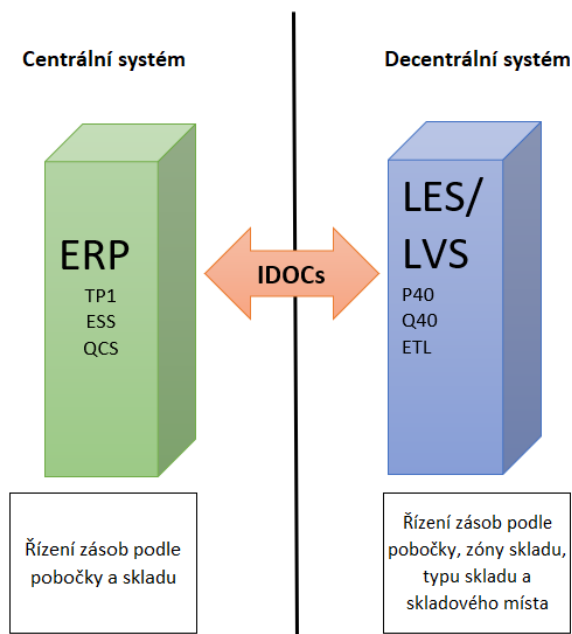 Centrální systém
Decentrální systém
ERP
TP1
ESS
QCS
IDOCs
LES/
LVS
P40
Q40
ETL
Řízení zásob podle
pobočky a skladu
Řízení zásob podle
pobočky, zóny skladu,
typu skladu a
skladového místa